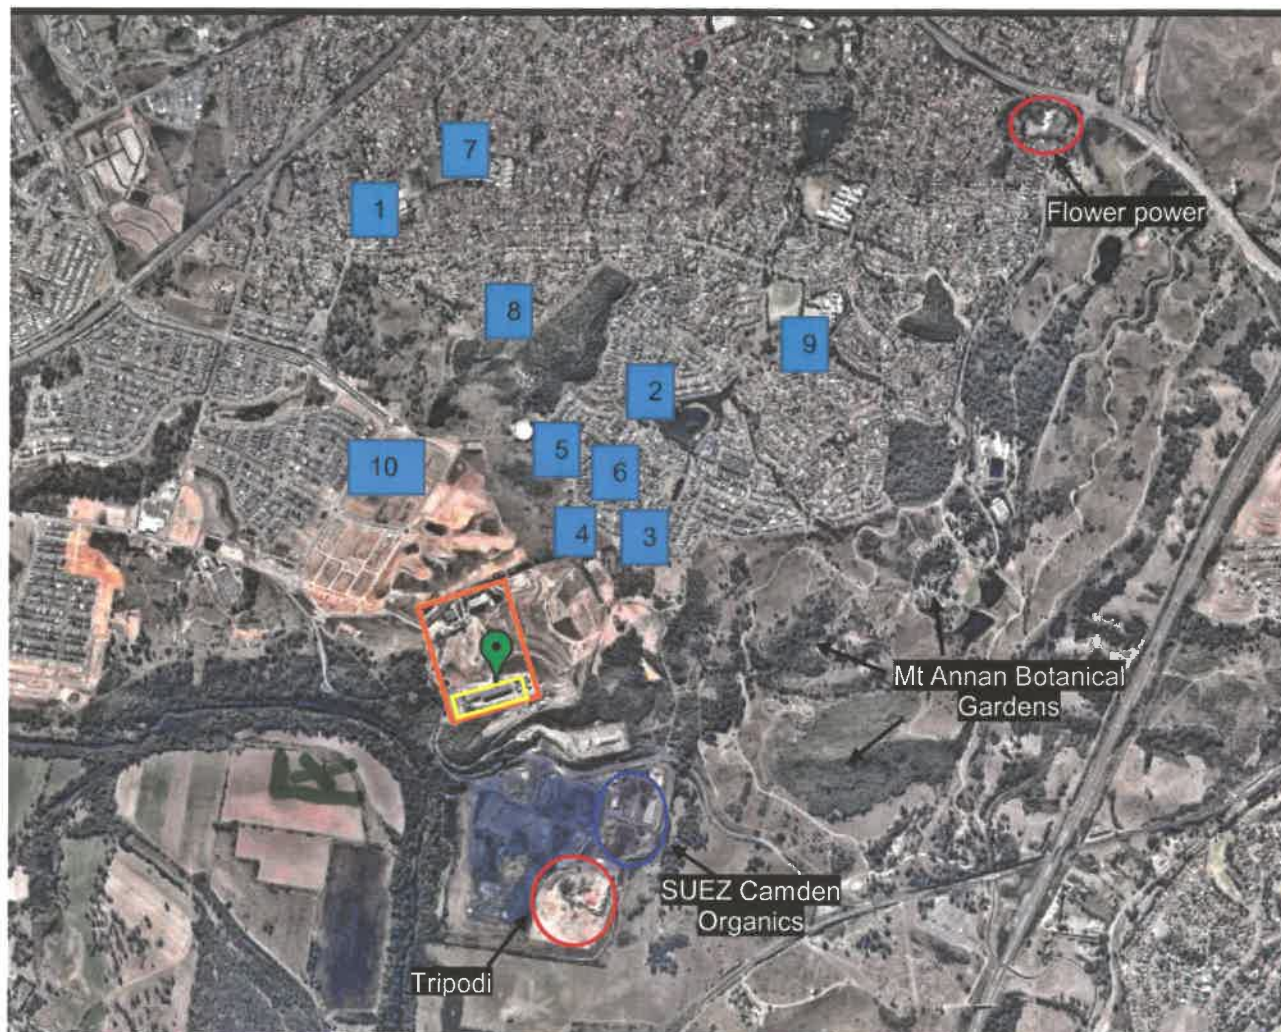 7
1
Flower power
8
9
2
5
10
6
4
3
Mt Annan Botanical
Gardens
SUEZ Camden
Organics
Tripodi